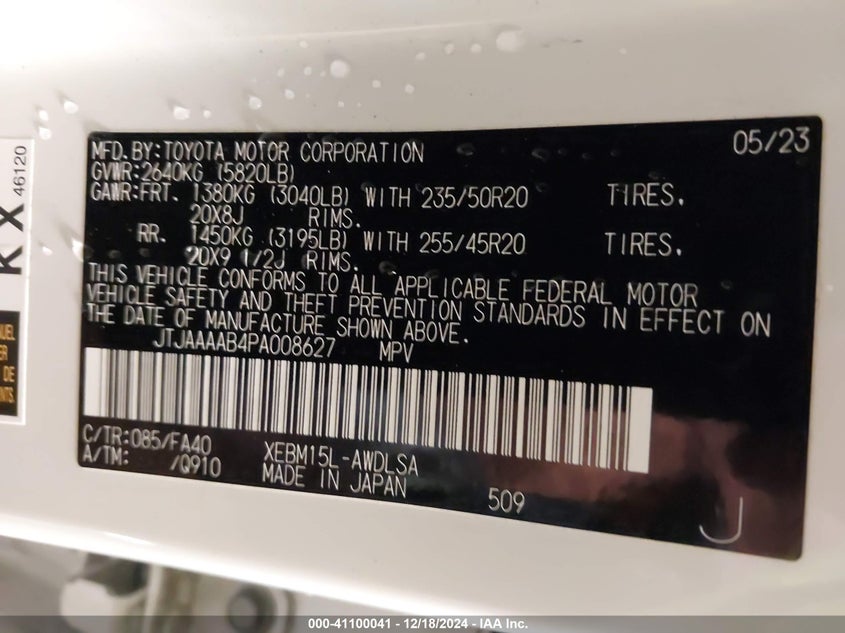 MFD.BY:TOYOTA MOTOR CORPORATION 05/23
GVWR:2640KG (5820LB)
GAWR:FRT. 1380KG (3040LB) WITH 235/50R20 TIRES.
20X8J RIMS.
RR. 1450KG (3195LB) WITH 255/45R20 TIRES.
20X9 1/2J RIMS.
THIS VEHICLE CONFORMS TO ALL APPLICABLE FEDERAL MOTOR
VEHICLE SAFETY AND THEFT PREVENTION STANDARDS IN EFFECT ON
THE DATE OF MANUFACTURE SHOWN ABOVE.
JTJAAAAB4PA008627 MPV
C/TR:085/FA40 XEBM15L-AWDLSA
A/TM: /Q910 MADE IN JAPAN 509
J
KX
46120
DE
000-41100041 - 12/18/2024 - IAA Inc.